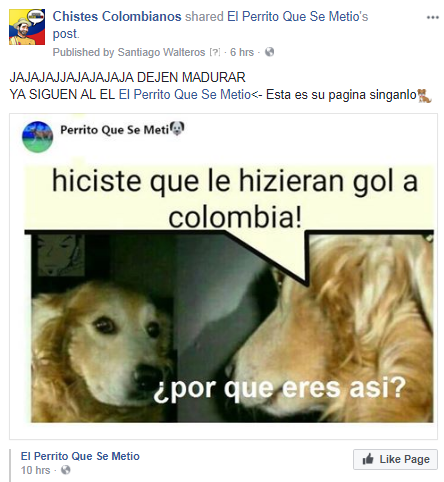 Chistes Colombianos shared El Perrito Que Se Metio's
post.
Published by Santiago Walteros [?] · 6 hrs ·
JAJAJAJJAJAJAJAJA DEJEN MADURAR
YA SIGUEN AL EL El Perrito Que Se Metio<- Esta es su pagina singanlo
Perrito Que Se Meti
hiciste que le hizieran gol a
colombia!
¿por que eres asi?
El Perrito Que Se Metio
10 hrs ·
Like Page